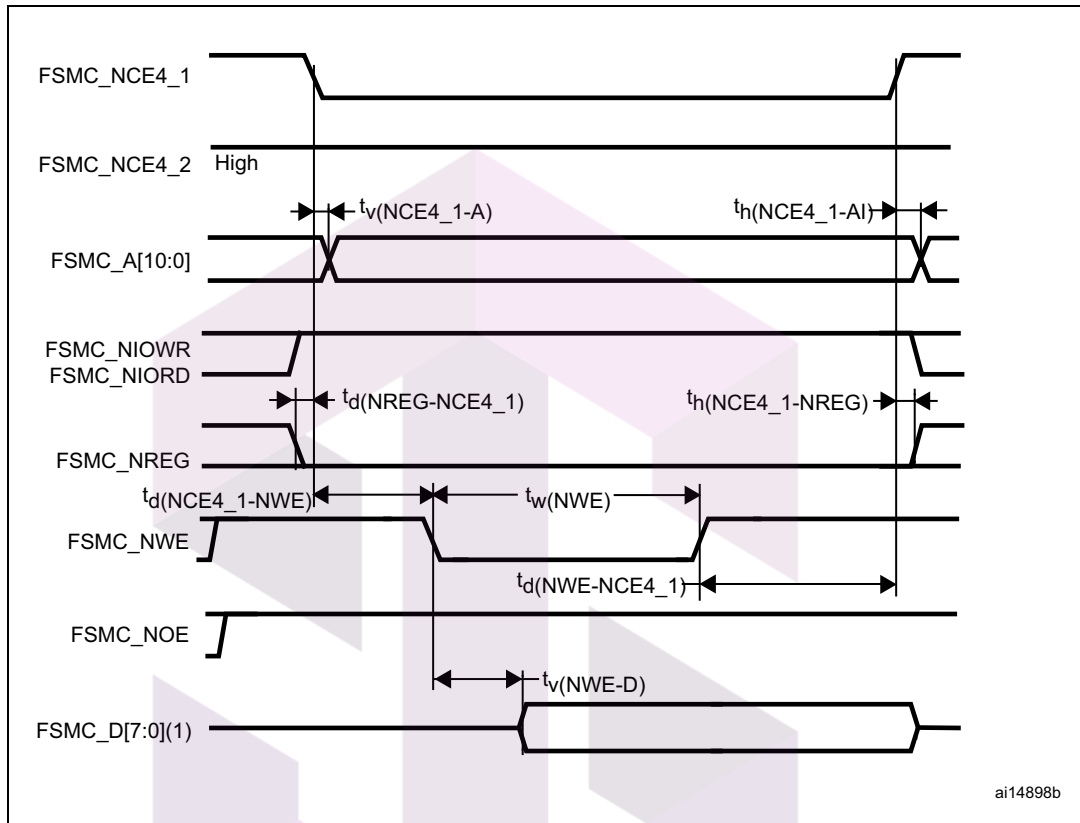 FSMC_NCE4_1
FSMC_NCE4_2 High
tv(NCE4_1-A)
th(NCE4_1-AI)
FSMC_A[10:0]
FSMC_NIOWR
FSMC_NIORD
td(NREG-NCE4_1)
th(NCE4_1-NREG)
FSMC_NREG
td(NCE4_1-NWE)
tw(NWE)
FSMC_NWE
td(NWE-NCE4_1)
FSMC_NOE
tv(NWE-D)
FSMC_D[7:0](1)
ai14898b